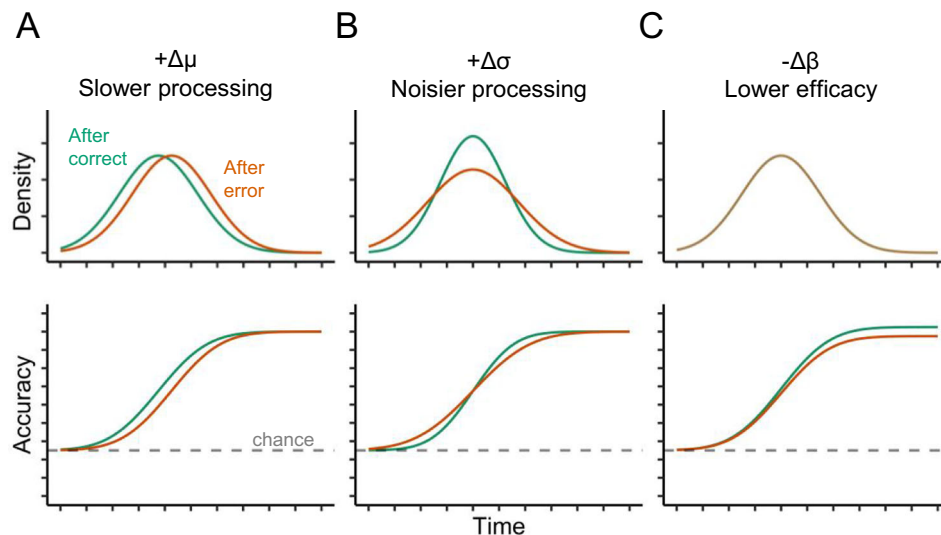 A
B
C
+Δμ
Slower processing
+Δσ
Noisier processing
-Δβ
Lower efficacy
After
correct
After
error
Density
Accuracy
chance
Time